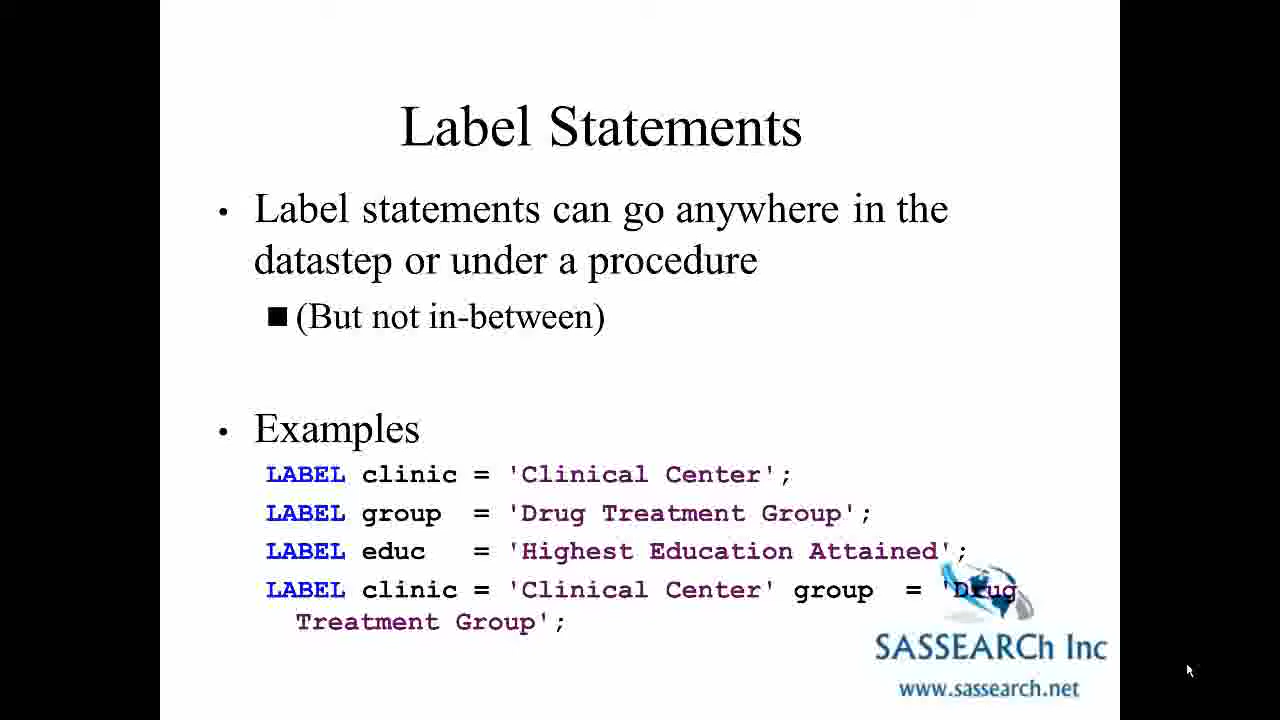 Label Statements
• Label statements can go anywhere in the
datastep or under a procedure
■ (But not in-between)
• Examples
LABEL clinic = 'Clinical Center';
LABEL group = 'Drug Treatment Group';
LABEL educ = 'Highest Education Attained';
LABEL clinic = 'Clinical Center' group = 'Drug
Treatment Group';
SASSEARCh Inc
www.sassearch.net